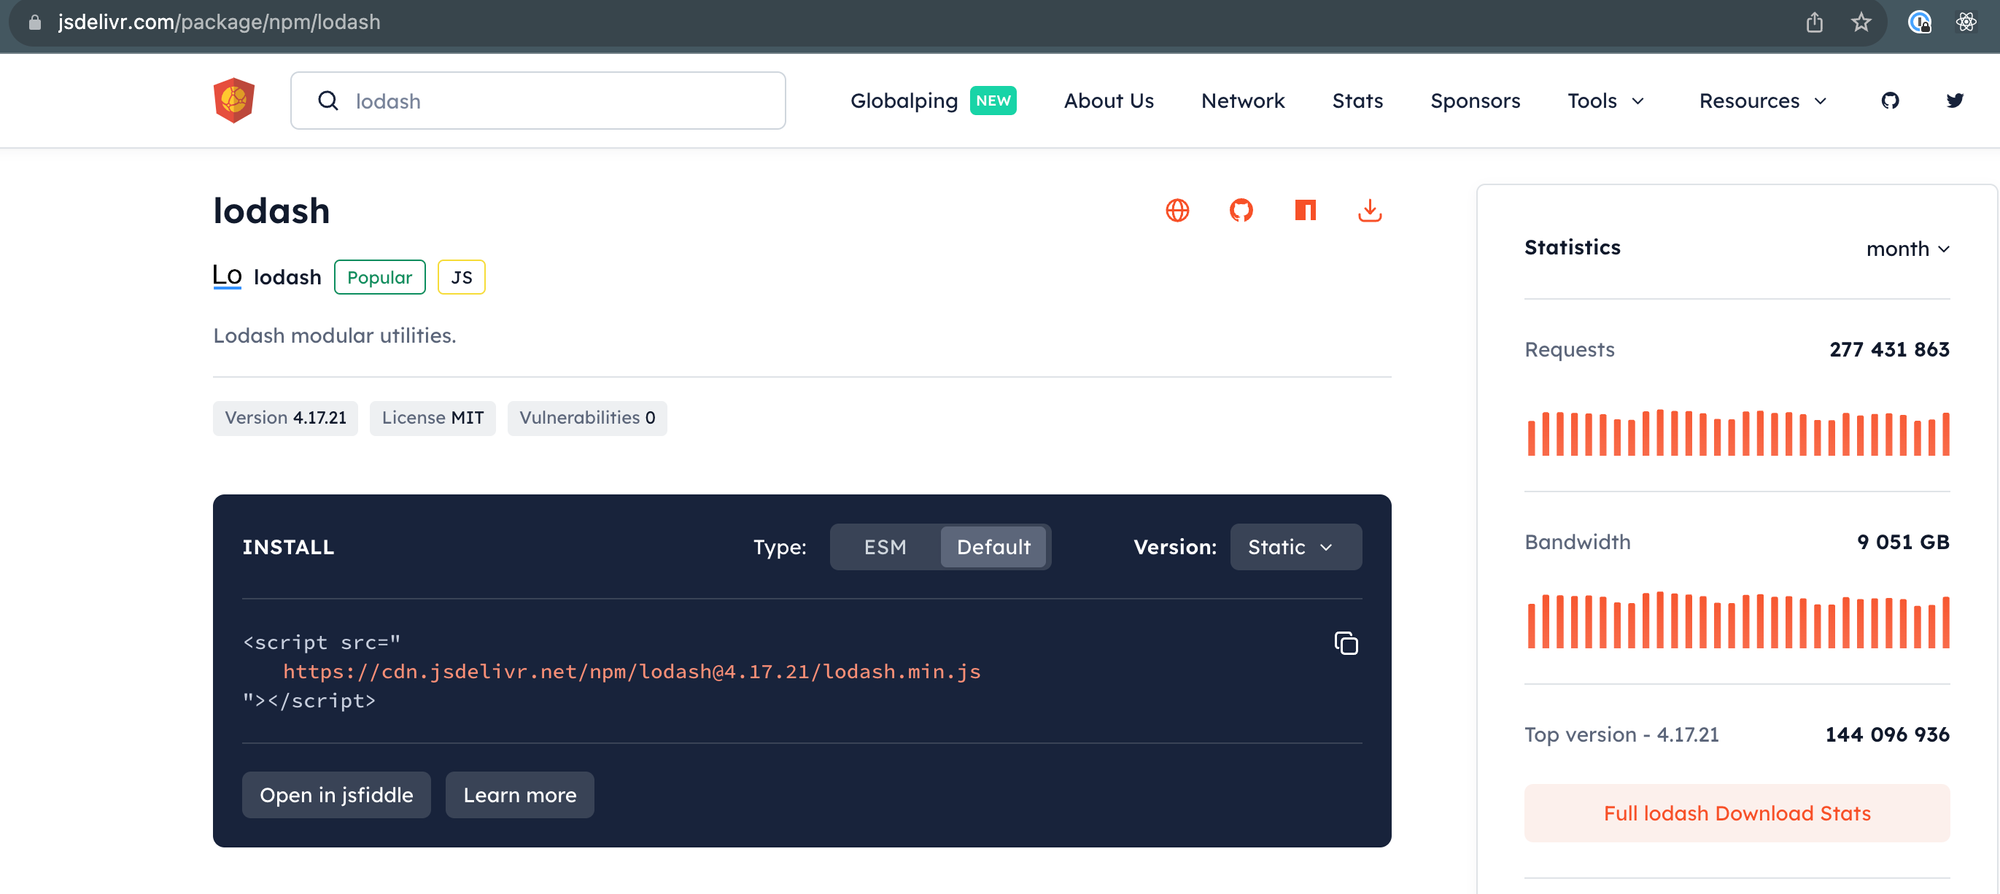 jsdelivr.com/package/npm/lodash
lodash
Globalping NEW About Us Network Stats Sponsors Tools Resources
lodash
Lo lodash Popular JS
Lodash modular utilities.
Version 4.17.21 License MIT Vulnerabilities 0
INSTALL Type: ESM Default Version: Static
<script src="
https://cdn.jsdelivr.net/npm/lodash@4.17.21/lodash.min.js
"></script>
Open in jsfiddle Learn more
Statistics month
Requests 277 431 863
Bandwidth 9 051 GB
Top version - 4.17.21 144 096 936
Full lodash Download Stats